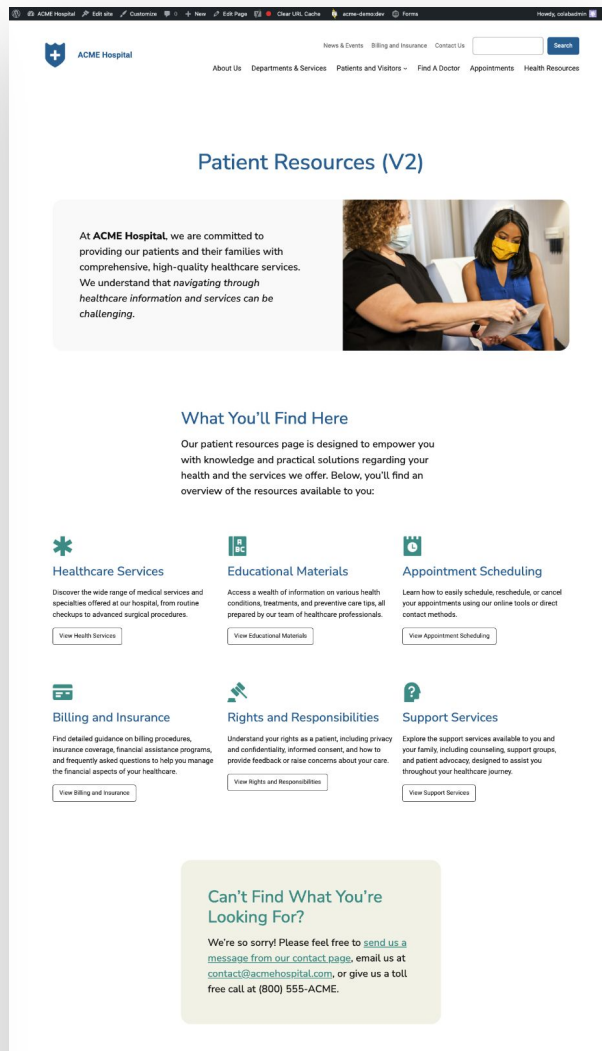 ACME Hospital Edit site Customize 0 New Edit Page Clear URL Cache acme-demo:dev Forms Howdy, colabadmin
News & Events Billing and Insurance Contact Us Search
ACME Hospital
About Us Departments & Services Patients and Visitors Find A Doctor Appointments Health Resources
Patient Resources (V2)
At ACME Hospital, we are committed to
providing our patients and their families with
comprehensive, high-quality healthcare services.
We understand that navigating through
healthcare information and services can be
challenging.
What You’ll Find Here
Our patient resources page is designed to empower you
with knowledge and practical solutions regarding your
health and the services we offer. Below, you’ll find an
overview of the resources available to you:
Healthcare Services
Discover the wide range of medical services and
specialties offered at our hospital, from routine
checkups to advanced surgical procedures.
View Health Services
A
BC
Educational Materials
Access a wealth of information on various health
conditions, treatments, and preventive care tips, all
prepared by our team of healthcare professionals.
View Educational Materials
Appointment Scheduling
Learn how to easily schedule, reschedule, or cancel
your appointments using our online tools or direct
contact methods.
View Appointment Scheduling
Billing and Insurance
Find detailed guidance on billing procedures,
insurance coverage, financial assistance programs,
and frequently asked questions to help you manage
the financial aspects of your healthcare.
View Billing and Insurance
Rights and Responsibilities
Understand your rights as a patient, including privacy
and confidentiality, informed consent, and how to
provide feedback or raise concerns about your care.
View Rights and Responsibilities
Support Services
Explore the support services available to you and
your family, including counseling, support groups,
and patient advocacy, designed to assist you
throughout your healthcare journey.
View Support Services
Can’t Find What You’re
Looking For?
We’re so sorry! Please feel free to send us a
message from our contact page, email us at
contact@acmehospital.com, or give us a toll
free call at (800) 555-ACME.